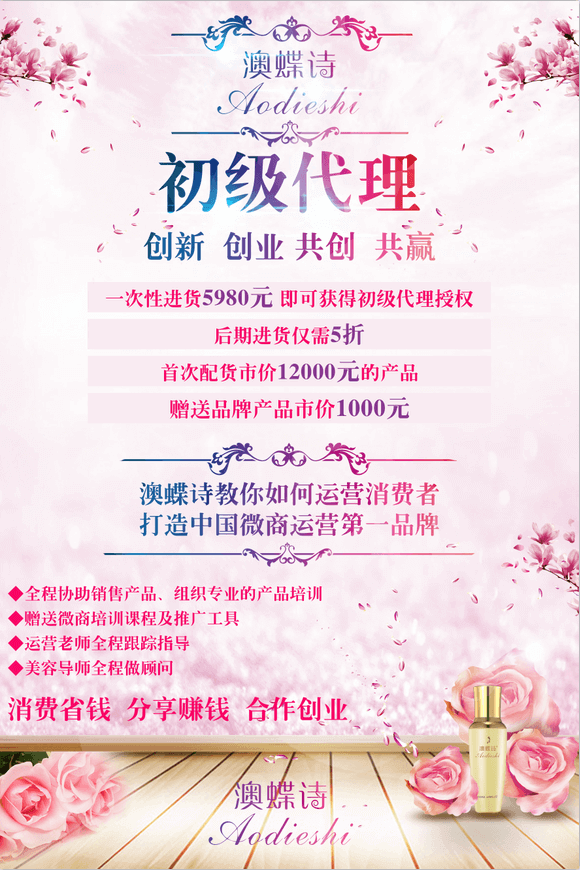 澳蝶诗
Aodieshi
初级代理
创新 创业 共创 共赢
一次性进货5980元 即可获得初级代理授权
后期进货仅需5折
首次配货市价12000元的产品
赠送品牌产品市价1000元
澳蝶诗教你如何运营消费者
打造中国微商运营第一品牌
◆全程协助销售产品、组织专业的产品培训
◆赠送微商培训课程及推广工具
◆运营老师全程跟踪指导
◆美容导师全程做顾问
消费省钱 分享赚钱 合作创业
澳蝶诗
Aodieshi
澳蝶诗
Aodieshi